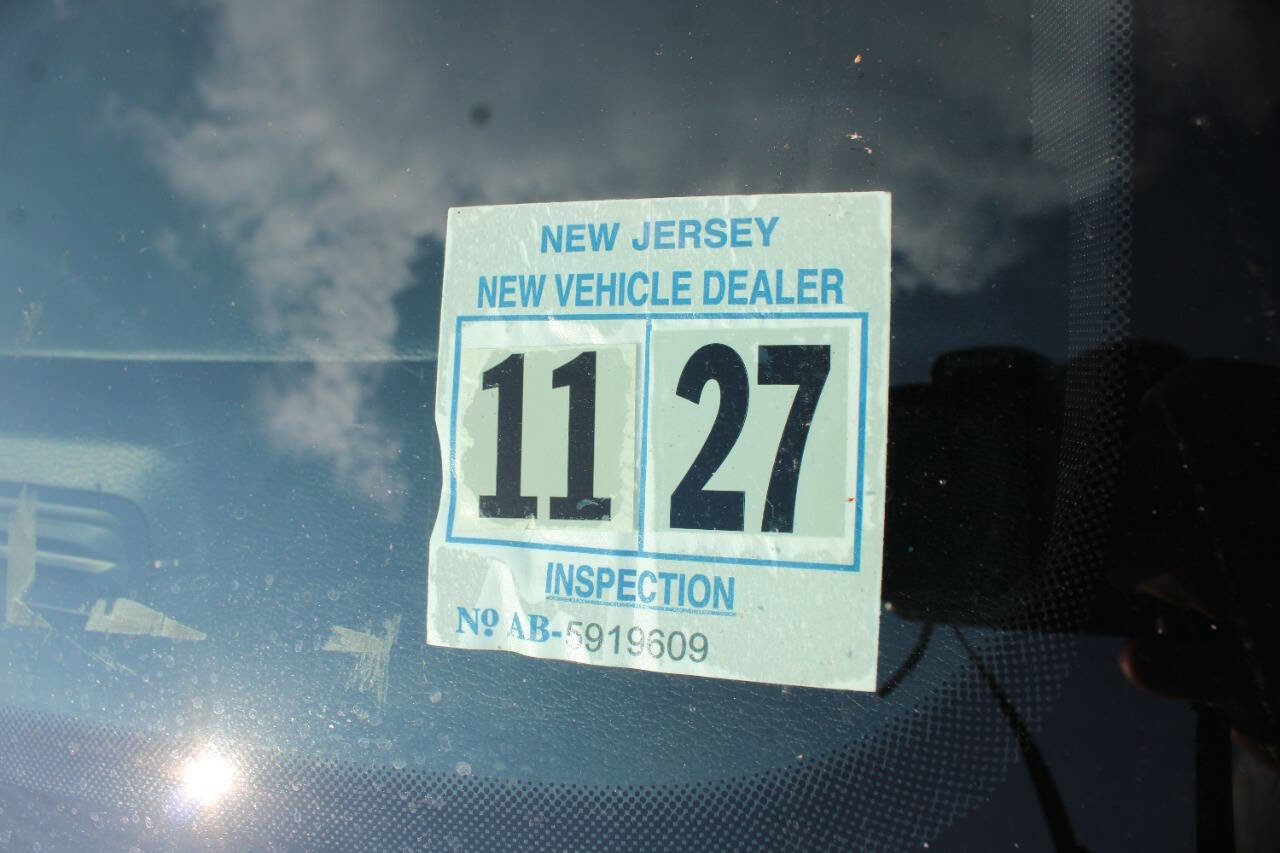 NEW JERSEY
NEW VEHICLE DEALER
11 27
INSPECTION
Nº AB-5919609